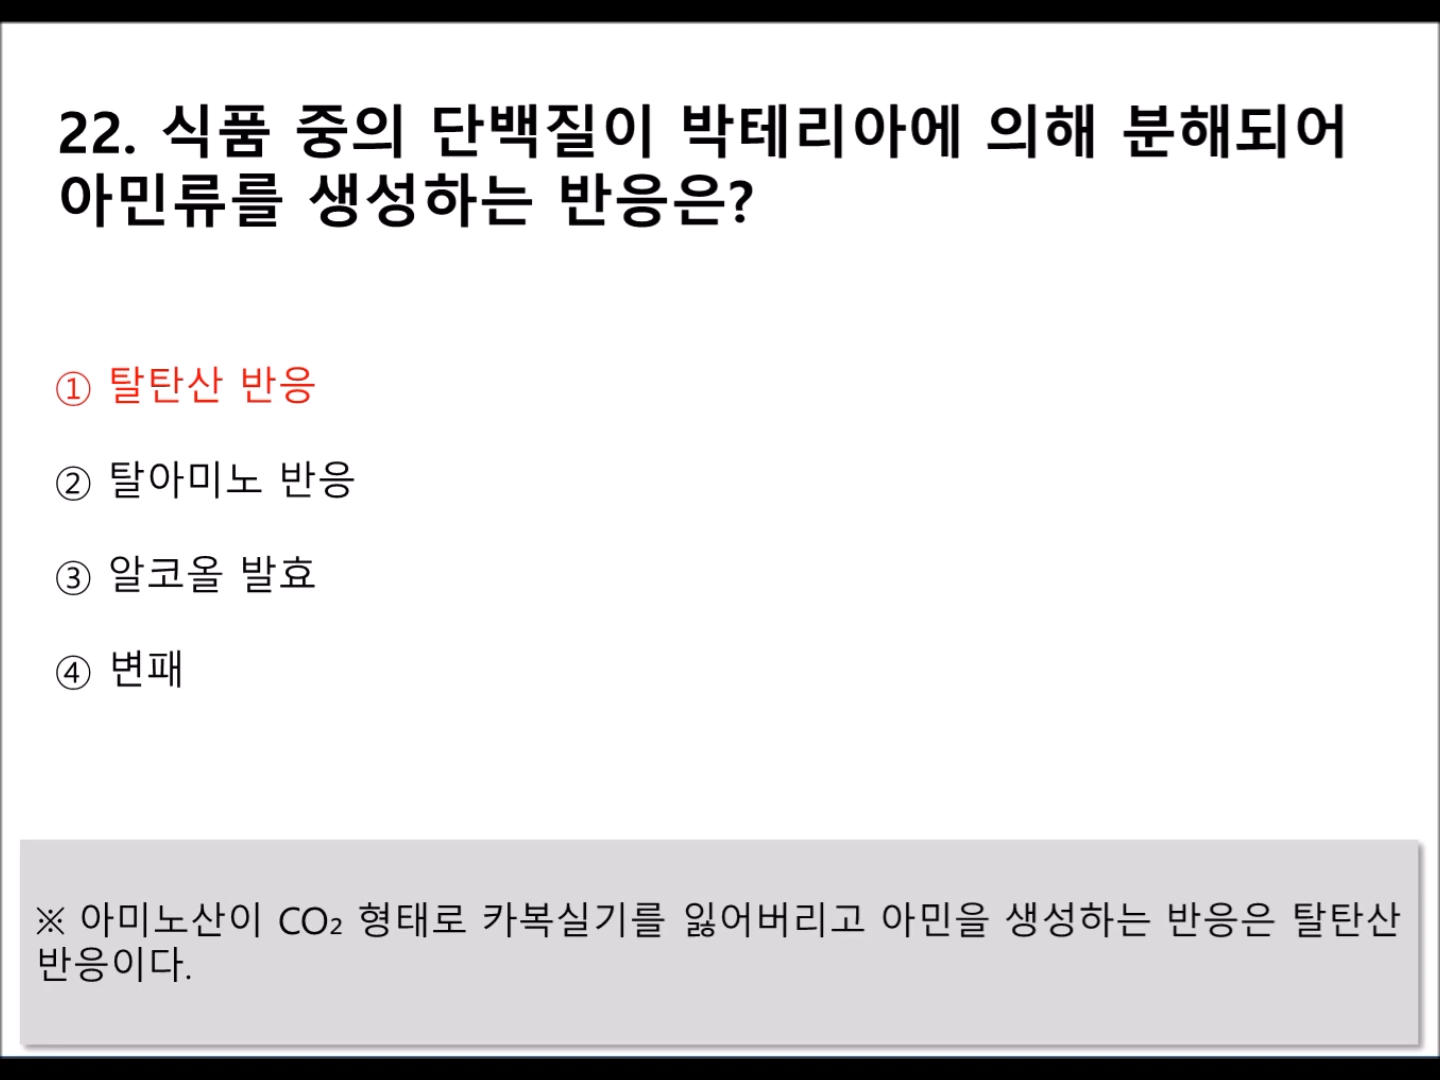 22. 식품 중의 단백질이 박테리아에 의해 분해되어
아민류를 생성하는 반응은?
① 탈탄산 반응
② 탈아미노 반응
③ 알코올 발효
④ 변패
※ 아미노산이 CO₂ 형태로 카복실기를 잃어버리고 아민을 생성하는 반응은 탈탄산
반응이다.